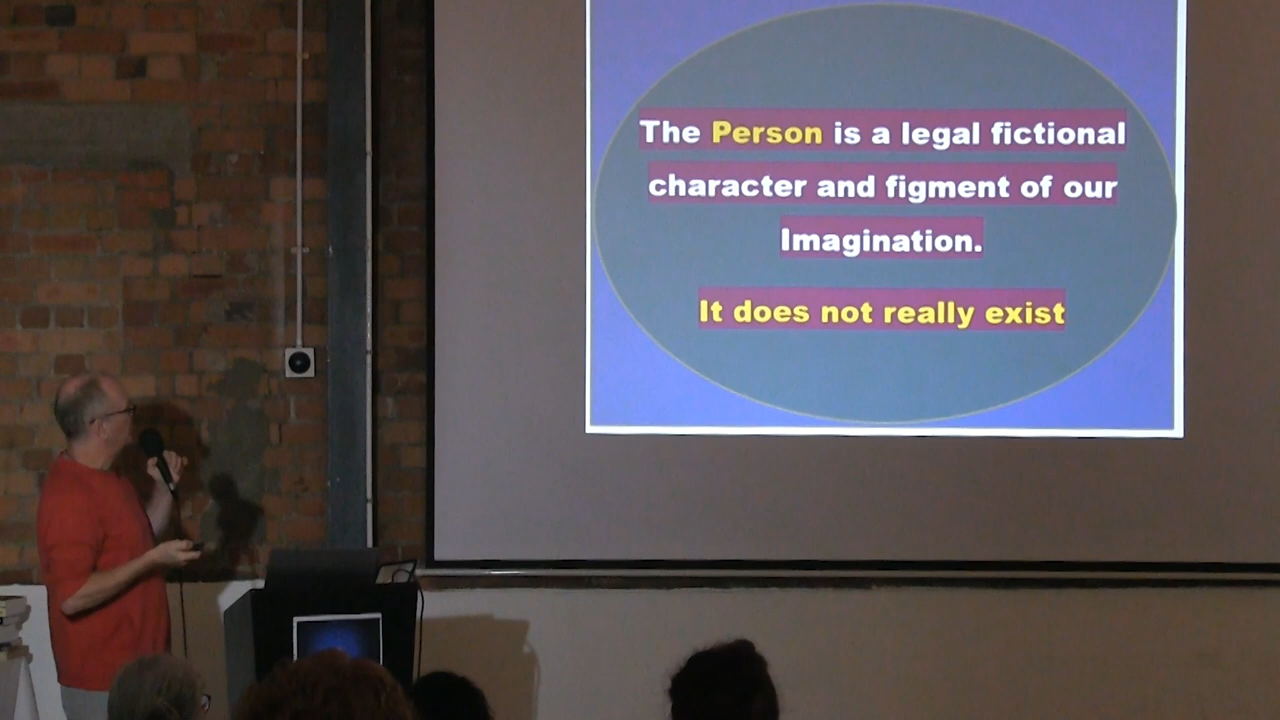 The Person is a legal fictional
character and figment of our
Imagination.
It does not really exist